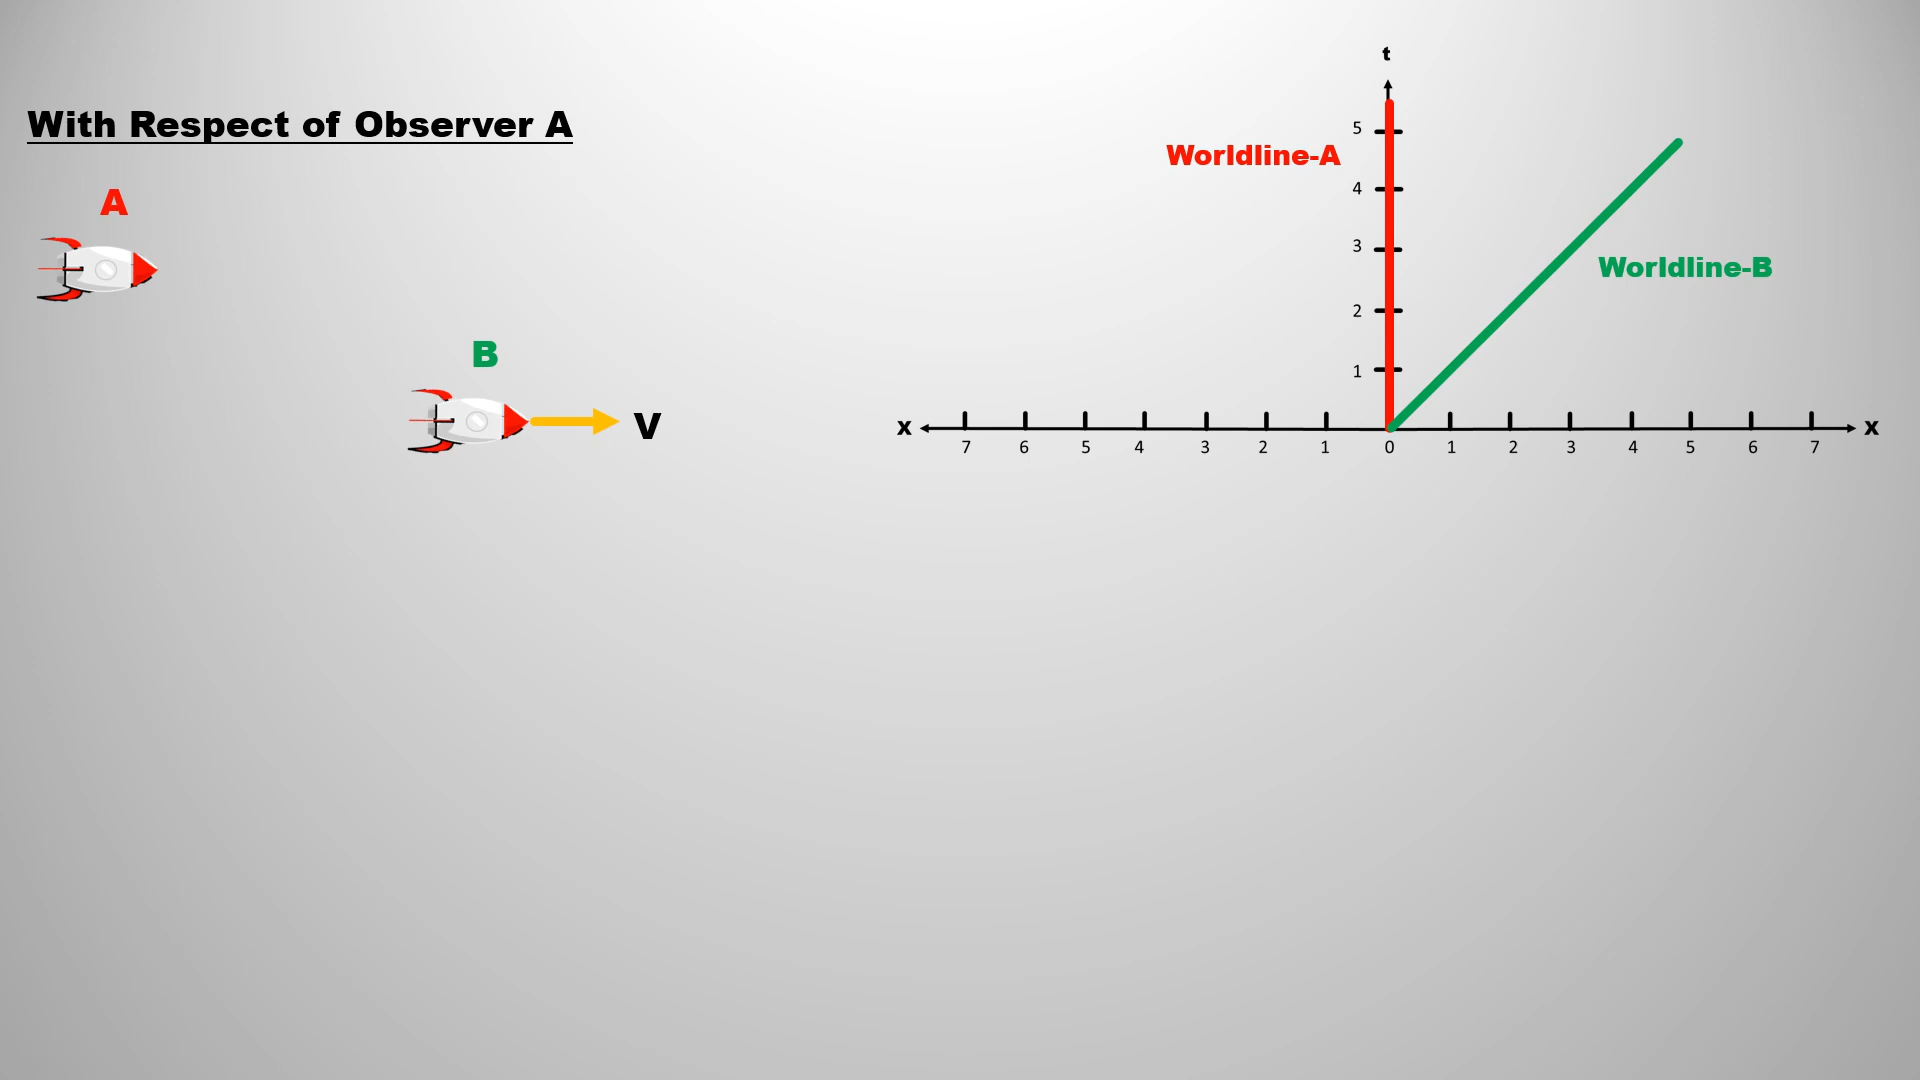 With Respect of Observer A
A
B
V
t
5
Worldline-A
4
3
Worldline-B
2
1
x
x
7 6 5 4 3 2 1 0 1 2 3 4 5 6 7